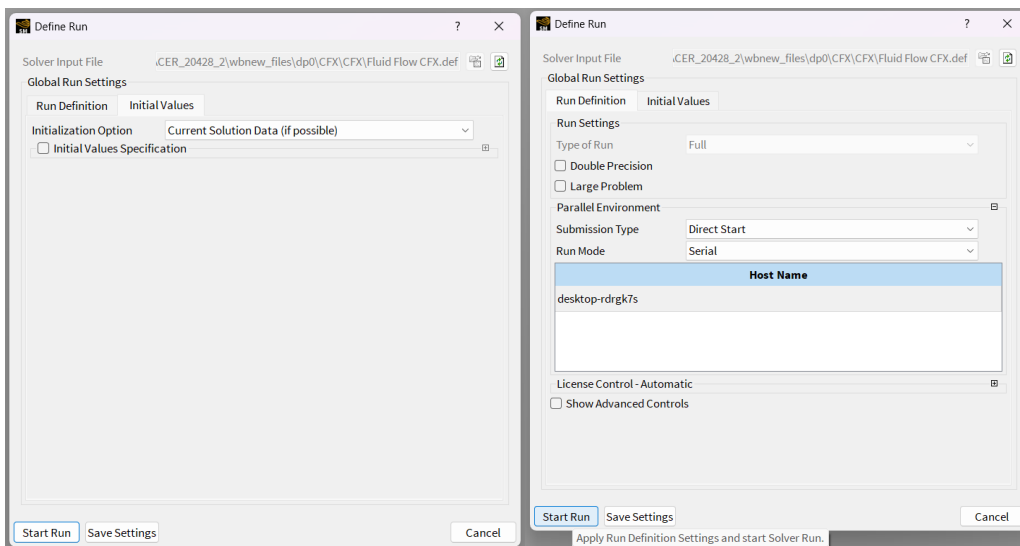 Define Run
?
Solver Input File
\CER_20428_2\wbnew_files\dp0\CFX\CFX\Fluid Flow CFX.def
Global Run Settings
Run Definition
Initial Values
Initialization Option
Current Solution Data (if possible)
Initial Values Specification
Start Run
Save Settings
Cancel
Define Run
?
Solver Input File
\CER_20428_2\wbnew_files\dp0\CFX\CFX\Fluid Flow CFX.def
Global Run Settings
Run Definition
Initial Values
Run Settings
Type of Run
Full
Double Precision
Large Problem
Parallel Environment
Submission Type
Direct Start
Run Mode
Serial
Host Name
desktop-rdrgk7s
License Control - Automatic
Show Advanced Controls
Start Run
Save Settings
Cancel
Apply Run Definition Settings and start Solver Run.